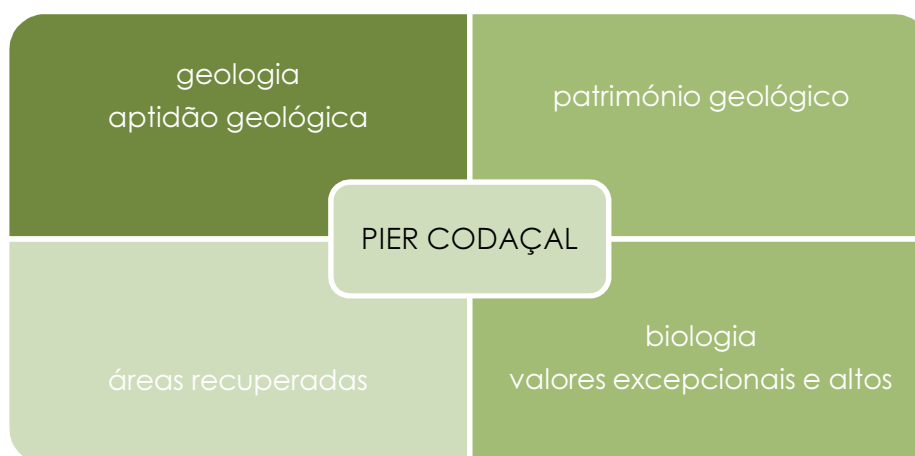 geologia
aptidão geológica
património geológico
PIER CODAÇAL
áreas recuperadas
biologia
valores excepcionais e altos